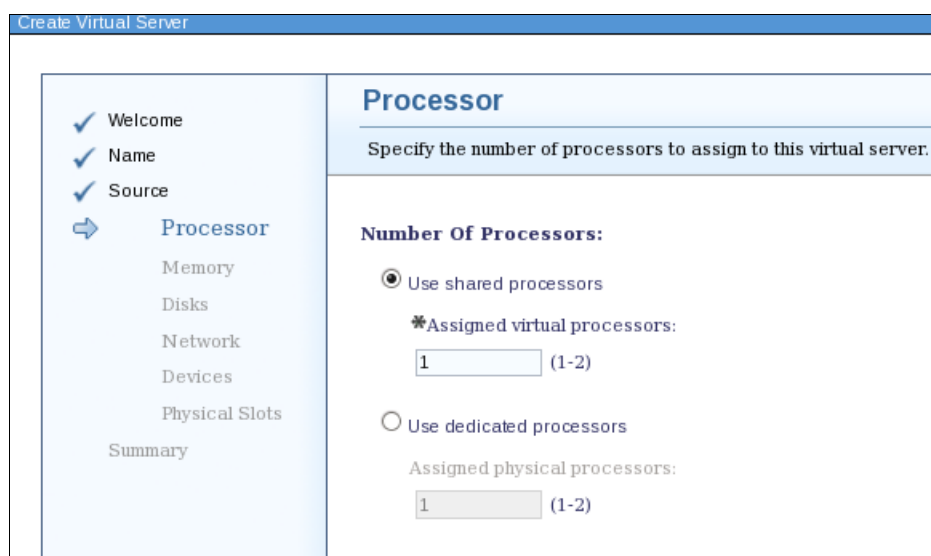 Create Virtual Server
Welcome
Name
Source
Processor
Memory
Disks
Network
Devices
Physical Slots
Summary
Processor
Specify the number of processors to assign to this virtual server.
Number Of Processors:
Use shared processors
*Assigned virtual processors:
1 (1-2)
Use dedicated processors
Assigned physical processors:
1 (1-2)